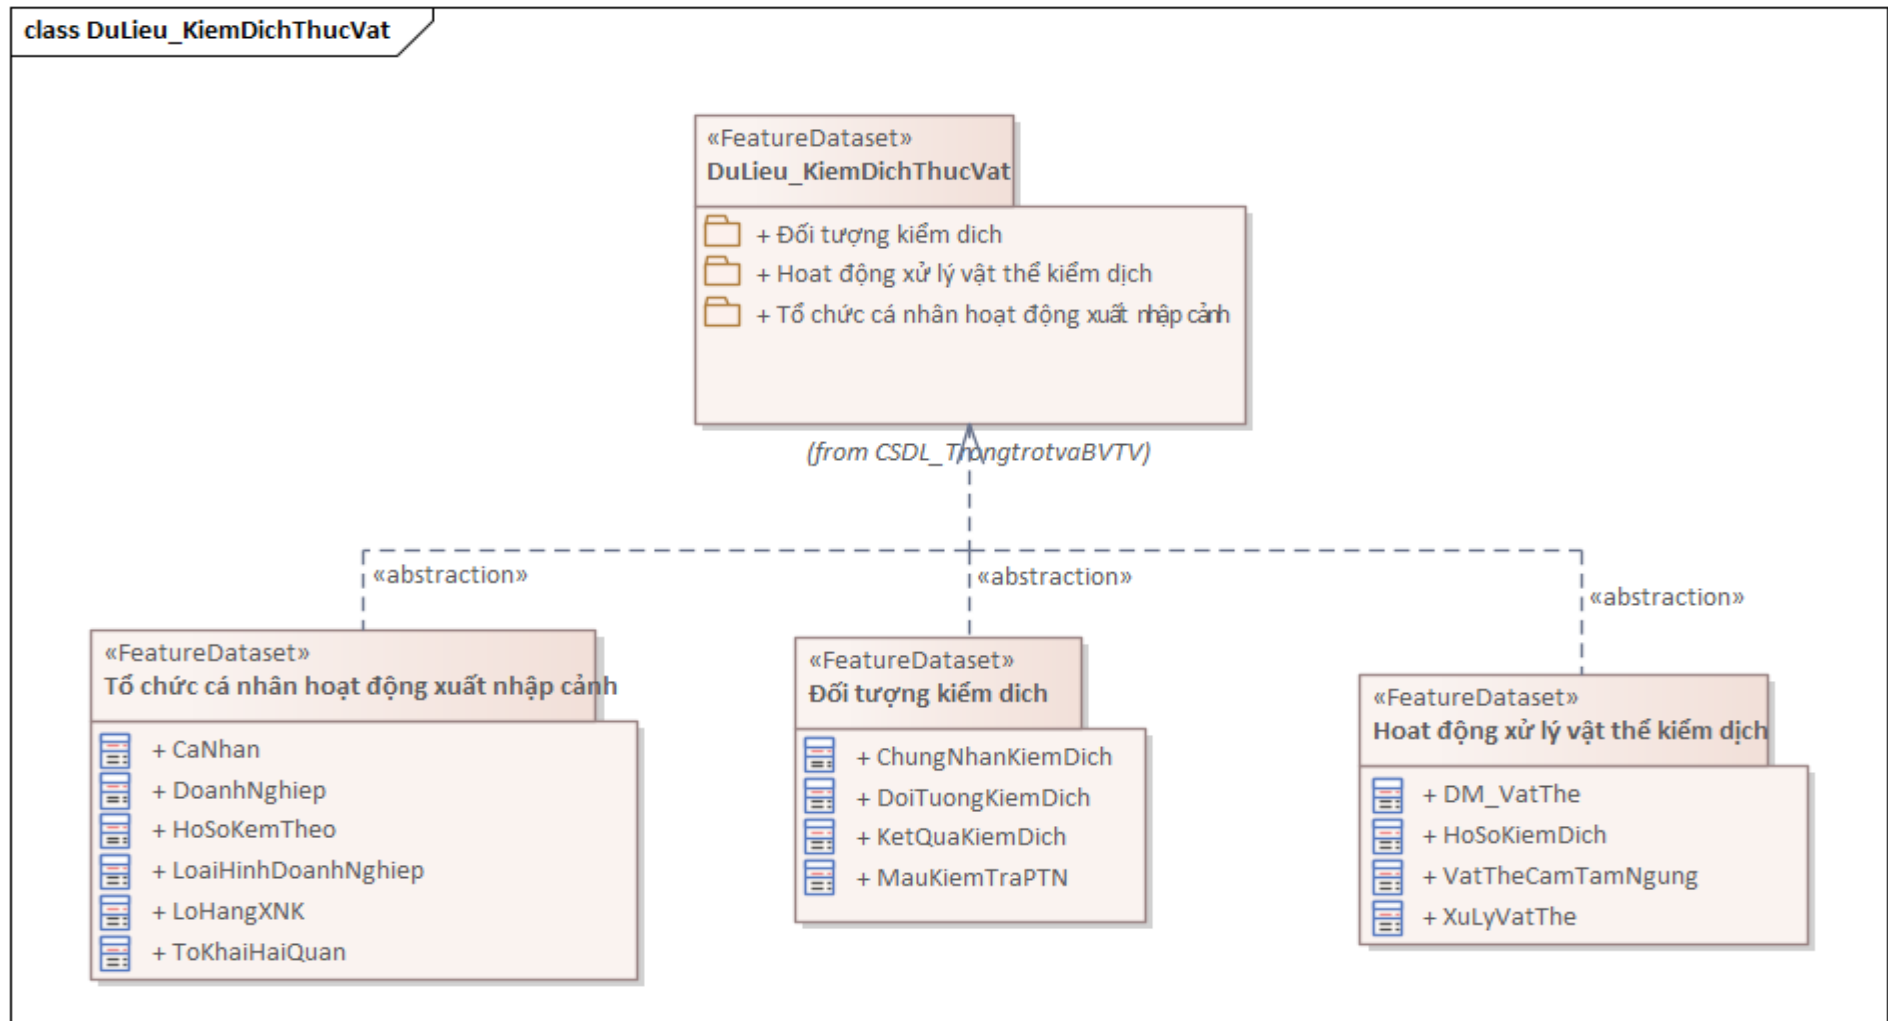 class DuLieu_KiemDichThucVat
«FeatureDataset»
DuLieu_KiemDichThucVat
+ Đối tượng kiểm dich
+ Hoat động xử lý vật thể kiểm dịch
+ Tổ chức cá nhân hoạt động xuất nhập cảnh
(from CSDL_TrongtrotvaBVTV)
«abstraction»
«abstraction»
«abstraction»
«FeatureDataset»
Tổ chức cá nhân hoạt động xuất nhập cảnh
+ CaNhan
+ DoanhNghiep
+ HoSoKemTheo
+ LoaiHinhDoanhNghiep
+ LoHangXNK
+ ToKhaiHaiQuan
«FeatureDataset»
Đối tượng kiểm dich
+ ChungNhanKiemDich
+ DoiTuongKiemDich
+ KetQuaKiemDich
+ MauKiemTraPTN
«FeatureDataset»
Hoat động xử lý vật thể kiểm dịch
+ DM_VatThe
+ HoSoKiemDich
+ VatTheCamTamNgung
+ XuLyVatThe